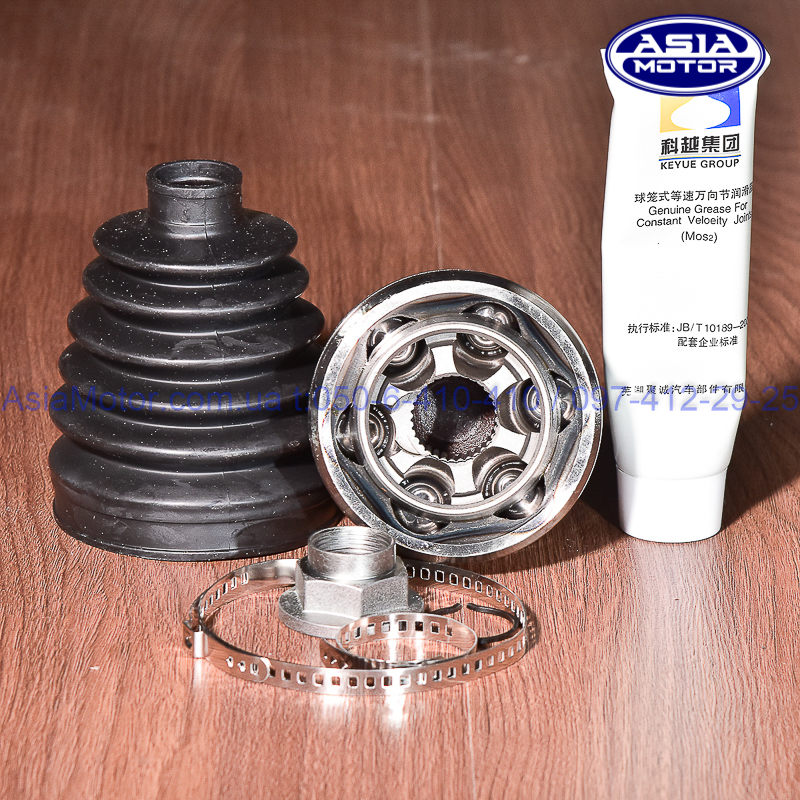 ASIA
MOTOR
科越集团
KEYUE GROUP
球笼式等速万向节润滑
Genuine Grease For
Constant Veloeity Joints
(Mos2)
执行标准:JB/T10189-20
配套企业标准
芜湖聚诚汽车部件有限
AsiaMotor.com.ua t.050-6-410-410 / 097-412-29-25